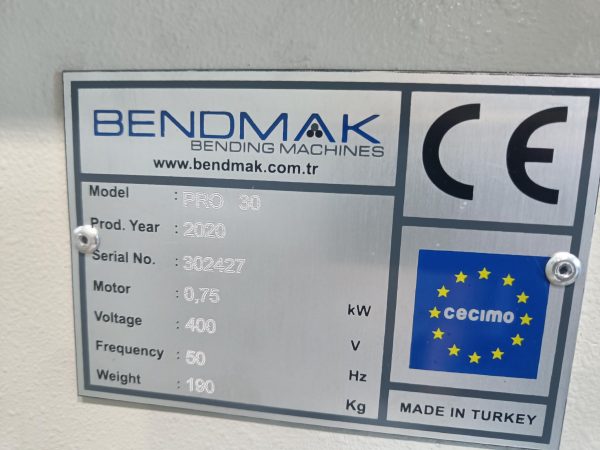 BENDMAK
BENDING MACHINES
www.bendmak.com.tr
Model : PRO 30
Prod. Year : 2020
Serial No. : 302427
Motor : 0,75 kW
Voltage : 400 V
Frequency : 50 Hz
Weight : 190 Kg
CE
cecimo
MADE IN TURKEY